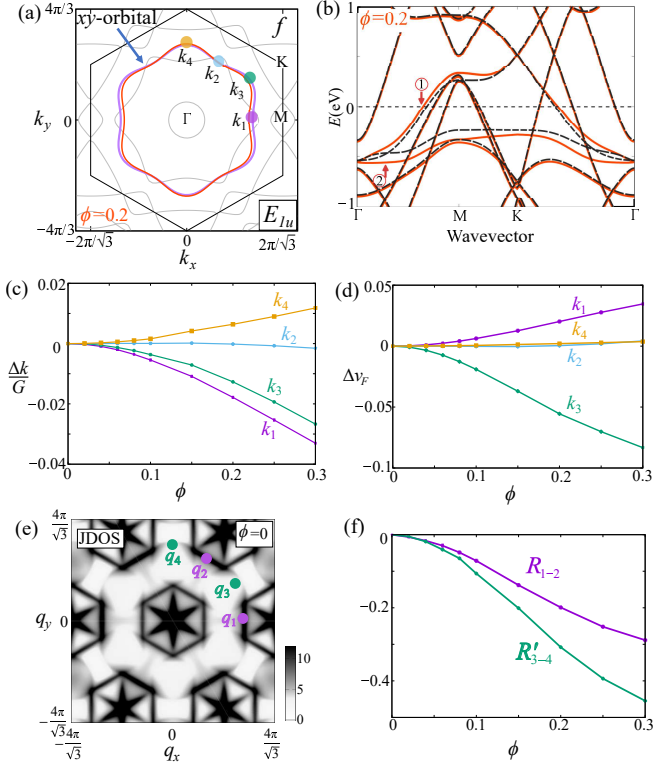 (a)
xy-orbital
f
k₄
k₂
K
k₃
k_y
4π/3
0
−4π/3
Γ
k₁
M
ϕ=0.2
E₁ᵤ
−2π/√3
0
2π/√3
k_x
(b)
ϕ=0.2
E(eV)
1
0
−1
①
②
Γ
M
K
Γ
Wavevector
(c)
0.02
0
−0.02
−0.04
Δk
G
k₄
k₂
k₃
k₁
0
0.1
0.2
0.3
ϕ
(d)
0.05
0
−0.05
−0.1
Δv_F
k₁
k₄
k₂
k₃
0
0.1
0.2
0.3
ϕ
(e)
4π
√3
JDOS
ϕ=0
q₄
q₂
q₃
q₁
q_y
0
−4π
√3
−4π
√3
0
4π
√3
q_x
10
5
0
(f)
0
−0.2
−0.4
R₁₋₂
R′₃₋₄
0
0.1
0.2
0.3
ϕ